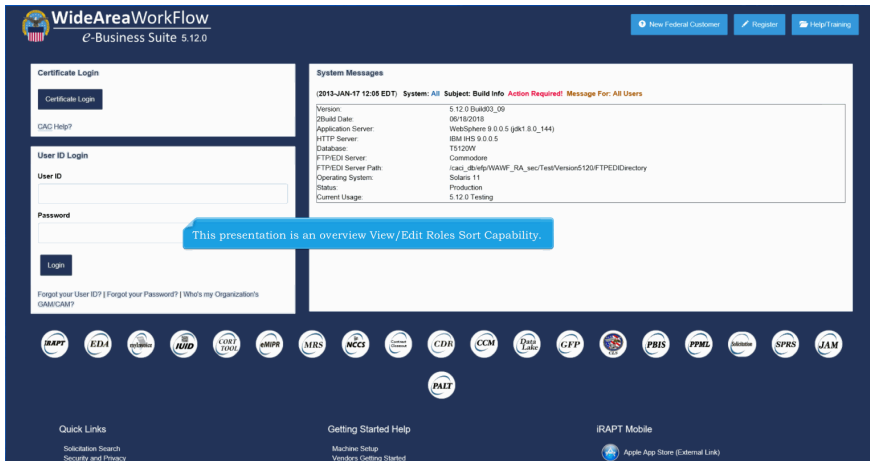 WideAreaWorkFlow
e-Business Suite 5.12.0
New Federal Customer
Register
Help/Training
Certificate Login
Certificate Login
CAC Help?
User ID Login
User ID
Password
Login
Forgot your User ID? | Forgot your Password? | Who's my Organization's
GAM/CAM?
System Messages
(2013-JAN-17 12:05 EDT) System: All Subject: Build Info Action Required! Message For: All Users
Version: 5.12.0 Build03_09
2Build Date: 06/18/2018
Application Server: WebSphere 9.0.0.5 (jdk1.8.0_144)
HTTP Server: IBM IHS 9.0.0.5
Database: T5120W
FTP/EDI Server: Commodore
FTP/EDI Server Path: /caci_db/efp/WAWF_RA_sec/Test/Version5120/FTPEDIDirectory
Operating System: Solaris 11
Status: Production
Current Usage: 5.12.0 Testing
This presentation is an overview View/Edit Roles Sort Capability.
iRAPT
EDA
myInvoice
IUID
CORT TOOL
eMIPR
MRS
NCCS
Contract Closeout
CDR
CCM
Data Lake
GFP
CLS
PBIS
PPML
Solicitation
SPRS
JAM
PALT
Quick Links
Getting Started Help
iRAPT Mobile
Solicitation Search
Machine Setup
Apple App Store (External Link)
Security and Privacy
Vendors Getting Started